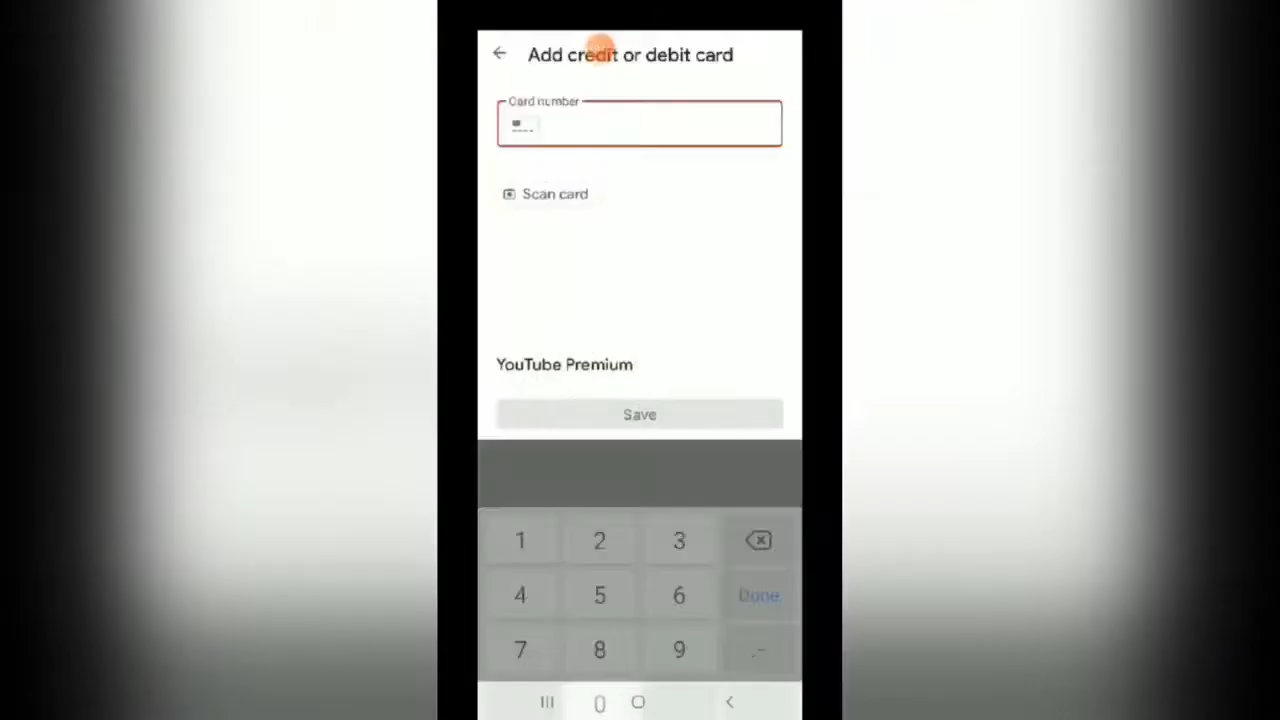 Add credit or debit card
Card number
Scan card
YouTube Premium
Save
1 2 3
4 5 6 Done
7 8 9 .-
0